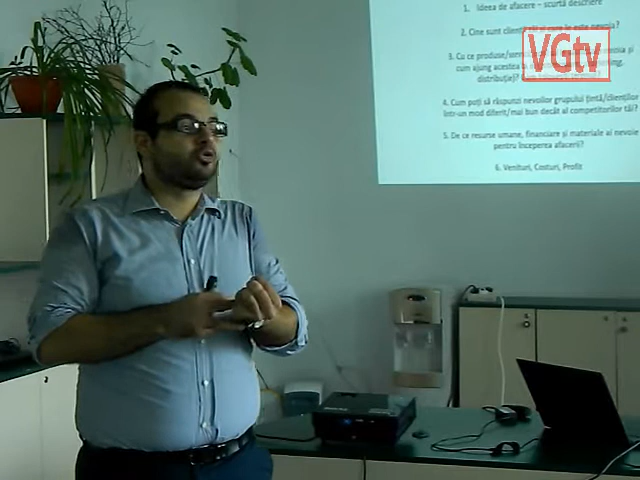 1. Ideea de afacere – scurtă descriere
2. Cine sunt
nevoia?
3. Cu ce
VGtv
cum ajung acestea
distribuție)?
4. Cum poți să răspunzi nevoilor grupului țintă/clienților
într-un mod diferit/mai bun decât al competitorilor tăi?
5. De ce resurse umane, financiare și materiale ai nevoie
pentru începerea afacerii?
6. Venituri, Costuri, Profit